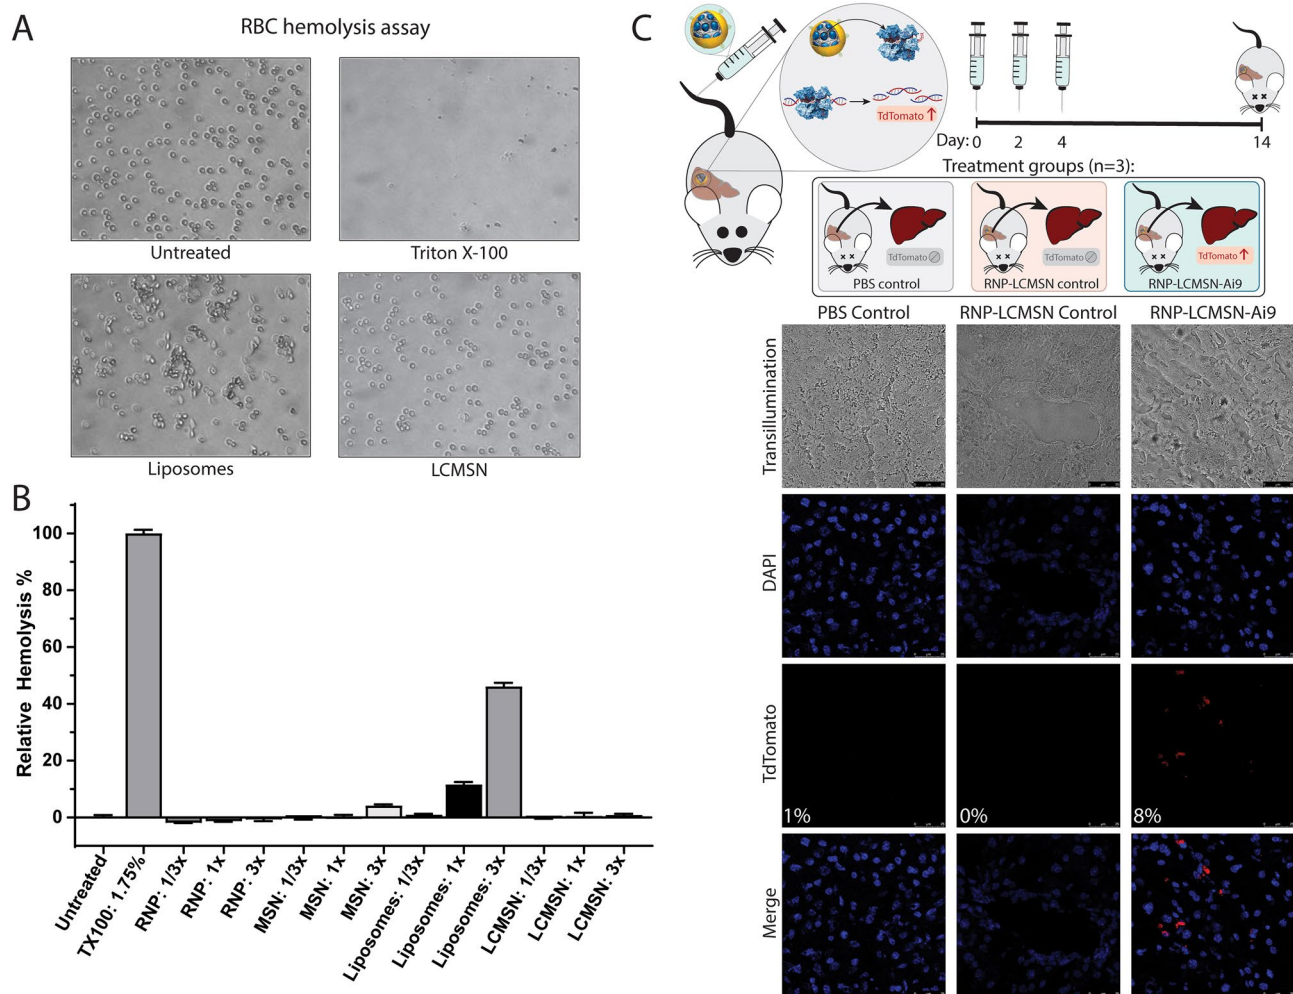 A
RBC hemolysis assay
Untreated
Triton X-100
Liposomes
LCMSN
B
Relative Hemolysis %
100
80
60
40
20
0
Untreated
TX100: 1.75%
RNP: 1/3x
RNP: 1x
RNP: 3x
MSN: 1/3x
MSN: 1x
MSN: 3x
Liposomes: 1/3x
Liposomes: 1x
Liposomes: 3x
LCMSN: 1/3x
LCMSN: 1x
LCMSN: 3x
C
TdTomato
Day: 0 2 4 14
Treatment groups (n=3):
TdTomato
TdTomato
TdTomato
PBS control
RNP-LCMSN control
RNP-LCMSN-Ai9
PBS Control
RNP-LCMSN Control
RNP-LCMSN-Ai9
Transillumination
DAPI
TdTomato
1%
0%
8%
Merge